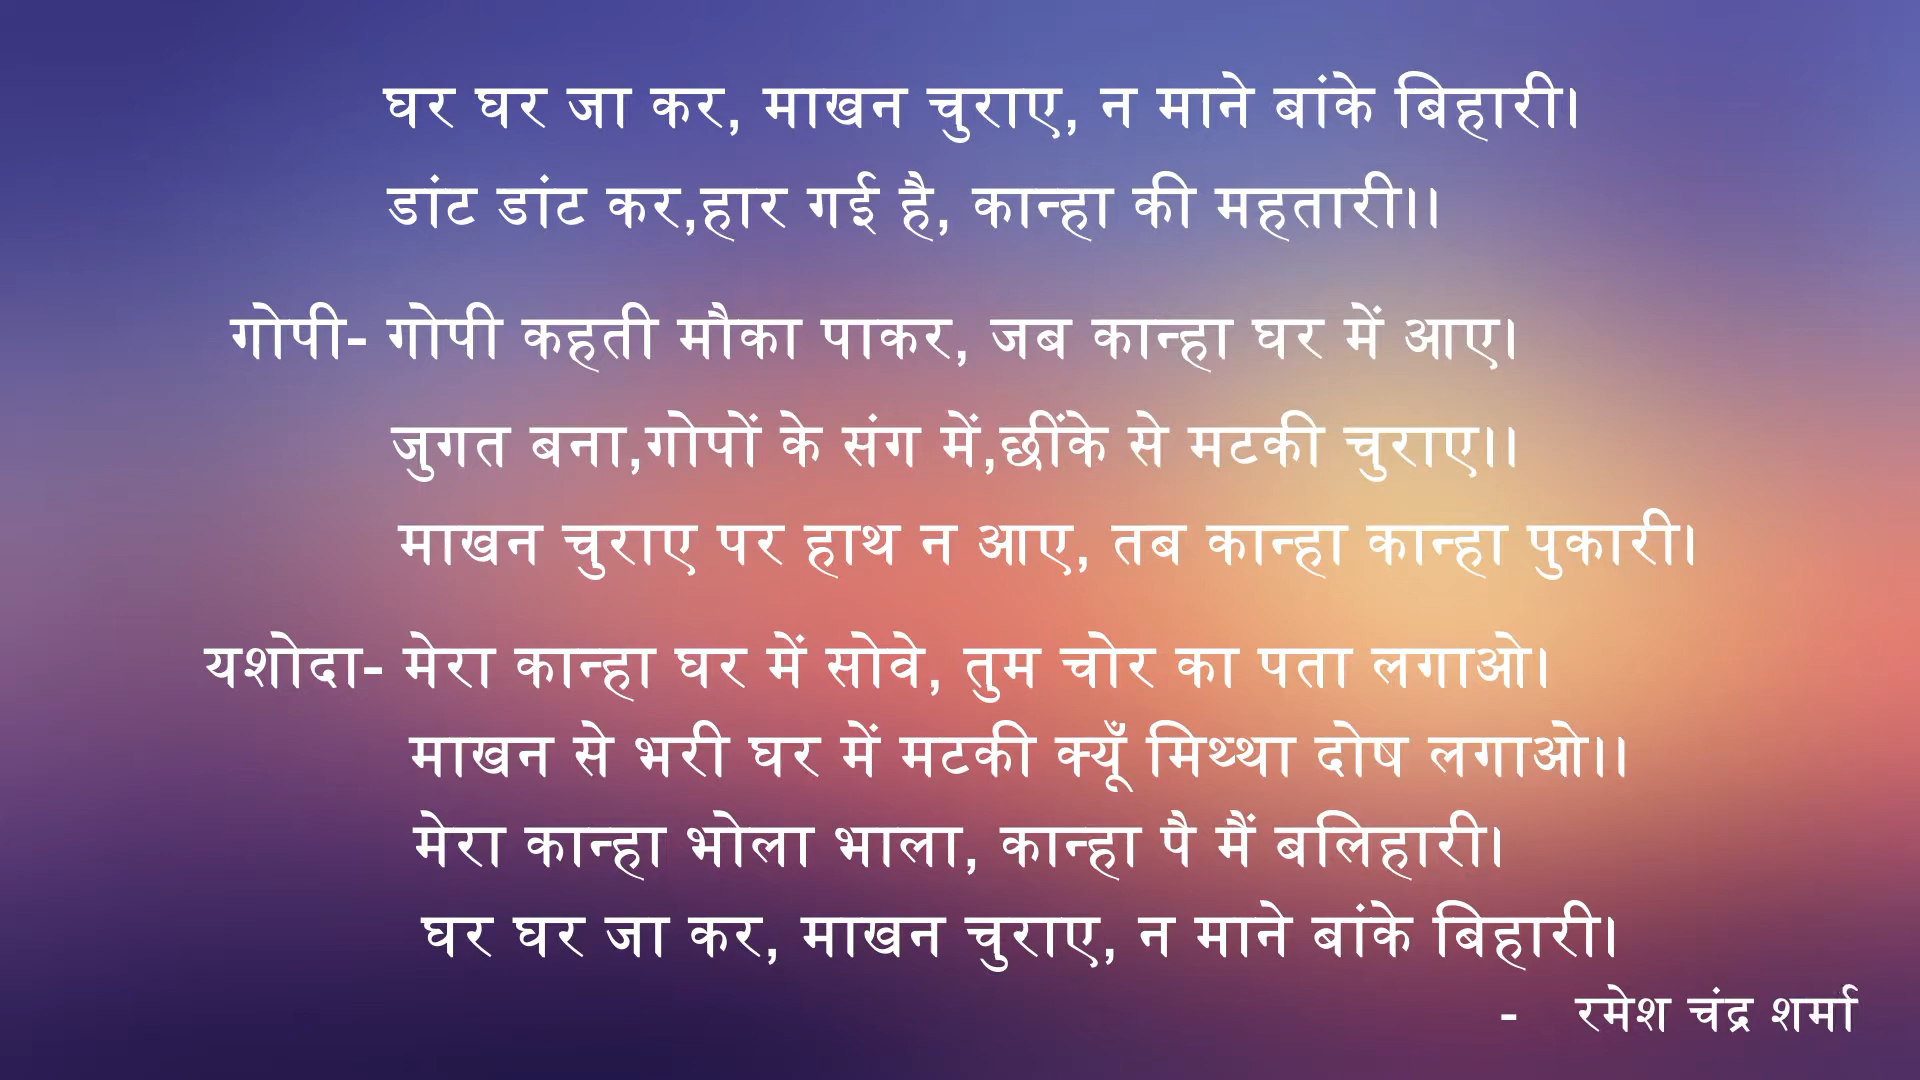 घर घर जा कर, माखन चुराए, न माने बांके बिहारी।
डांट डांट कर,हार गई है, कान्हा की महतारी।।
गोपी- गोपी कहती मौका पाकर, जब कान्हा घर में आए।
जुगत बना,गोपों के संग में,छींके से मटकी चुराए।।
माखन चुराए पर हाथ न आए, तब कान्हा कान्हा पुकारी।
यशोदा- मेरा कान्हा घर में सोवे, तुम चोर का पता लगाओ।
माखन से भरी घर में मटकी क्यूँ मिथ्था दोष लगाओ।।
मेरा कान्हा भोला भाला, कान्हा पै मैं बलिहारी।
घर घर जा कर, माखन चुराए, न माने बांके बिहारी।
- रमेश चंद्र शर्मा